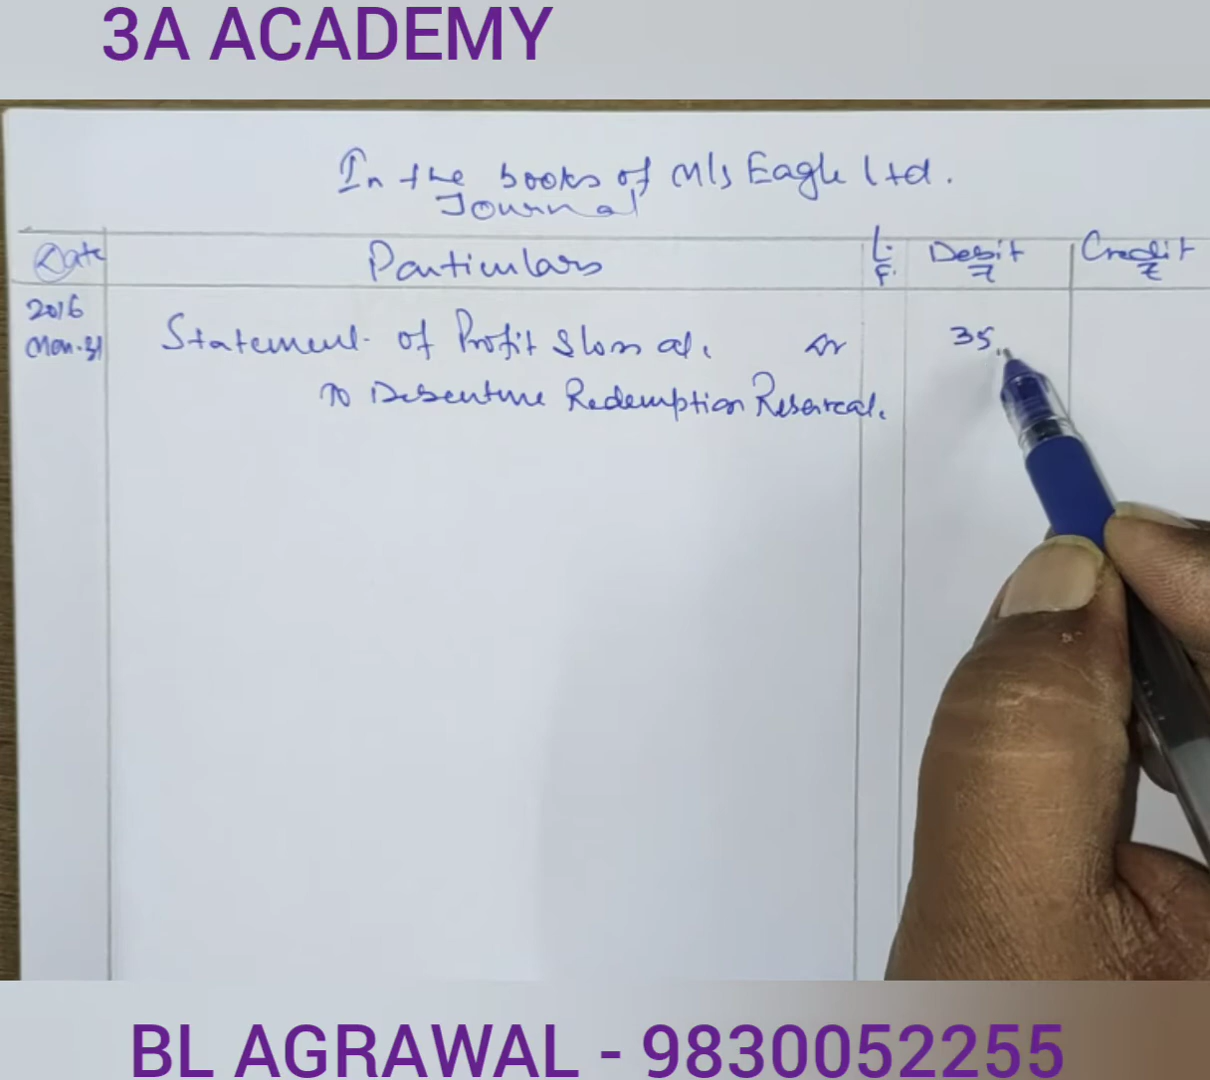 3A ACADEMY
In the books of M/s Eagle Ltd.
Journal
Date Particulars L.F. Debit ₹ Credit ₹
2016
Mar.31 Statement of Profit & Loss a/c. Dr 35,
To Debenture Redemption Reserve a/c.
BL AGRAWAL - 9830052255